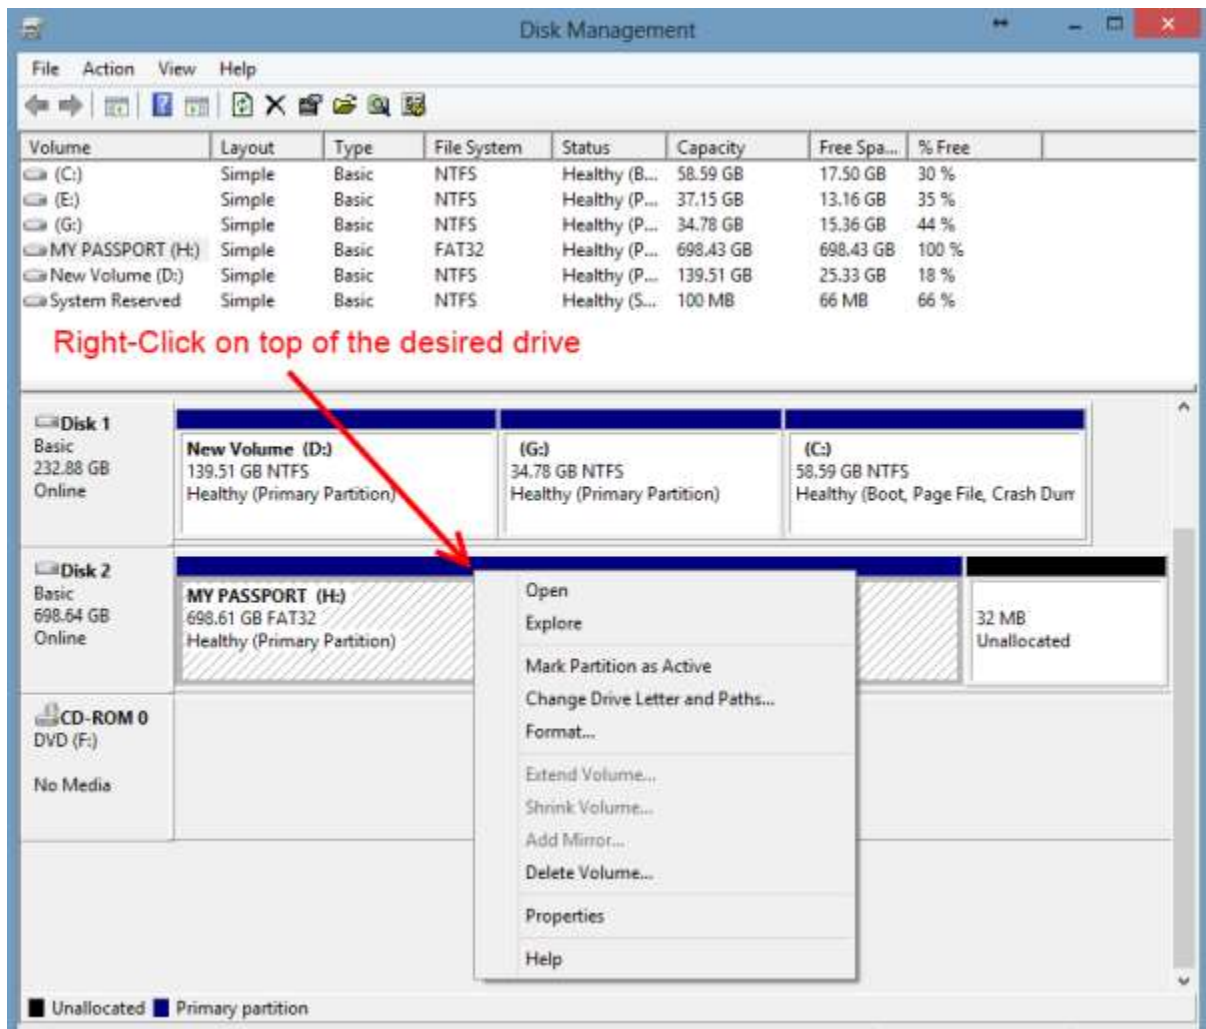 Disk Management
File Action View Help
Volume Layout Type File System Status Capacity Free Spa... % Free
(C:) Simple Basic NTFS Healthy (B... 58.59 GB 17.50 GB 30 %
(E:) Simple Basic NTFS Healthy (P... 37.15 GB 13.16 GB 35 %
(G:) Simple Basic NTFS Healthy (P... 34.78 GB 15.36 GB 44 %
MY PASSPORT (H:) Simple Basic FAT32 Healthy (P... 698.43 GB 698.43 GB 100 %
New Volume (D:) Simple Basic NTFS Healthy (P... 139.51 GB 25.33 GB 18 %
System Reserved Simple Basic NTFS Healthy (S... 100 MB 66 MB 66 %
Right-Click on top of the desired drive
Disk 1
Basic
232.88 GB
Online
New Volume (D:)
139.51 GB NTFS
Healthy (Primary Partition)
(G:)
34.78 GB NTFS
Healthy (Primary Partition)
(C:)
58.59 GB NTFS
Healthy (Boot, Page File, Crash Dum
Disk 2
Basic
698.64 GB
Online
MY PASSPORT (H:)
698.61 GB FAT32
Healthy (Primary Partition)
32 MB
Unallocated
Open
Explore
Mark Partition as Active
Change Drive Letter and Paths...
Format...
Extend Volume...
Shrink Volume...
Add Mirror...
Delete Volume...
Properties
Help
CD-ROM 0
DVD (F:)
No Media
Unallocated Primary partition